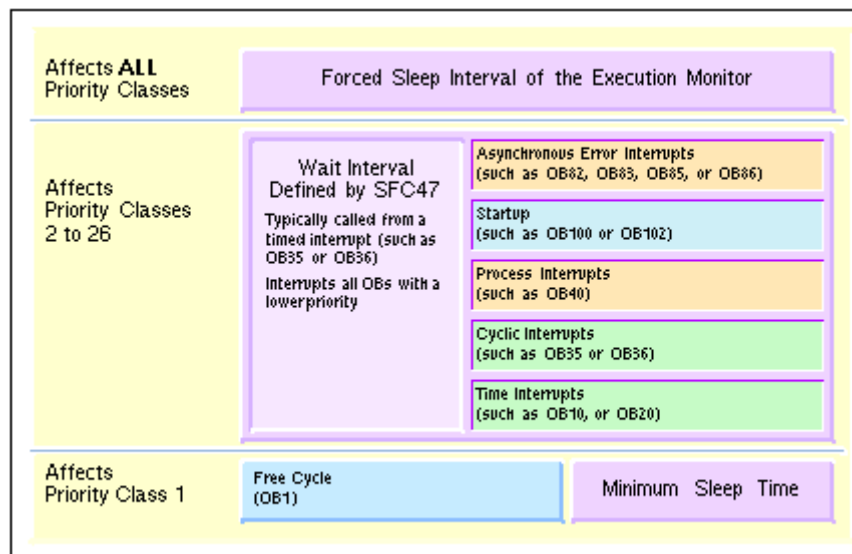 Affects ALL
Priority Classes
Forced Sleep Interval of the Execution Monitor
Affects
Priority Classes
2 to 26
Wait Interval
Defined by SFC47
Typically called from a
timed interrupt (such as
OB35 or OB36)
Interrupts all OBs with a
lowerpriority
Asynchronous Error Interrupts
(such as OB82, OB83, OB85, or OB86)
Startup
(such as OB100 or OB102)
Process Interrupts
(such as OB40)
Cyclic Interrupts
(such as OB35 or OB36)
Time Interrupts
(such as OB10, or OB20)
Affects
Priority Class 1
Free Cycle
(OB1)
Minimum Sleep Time